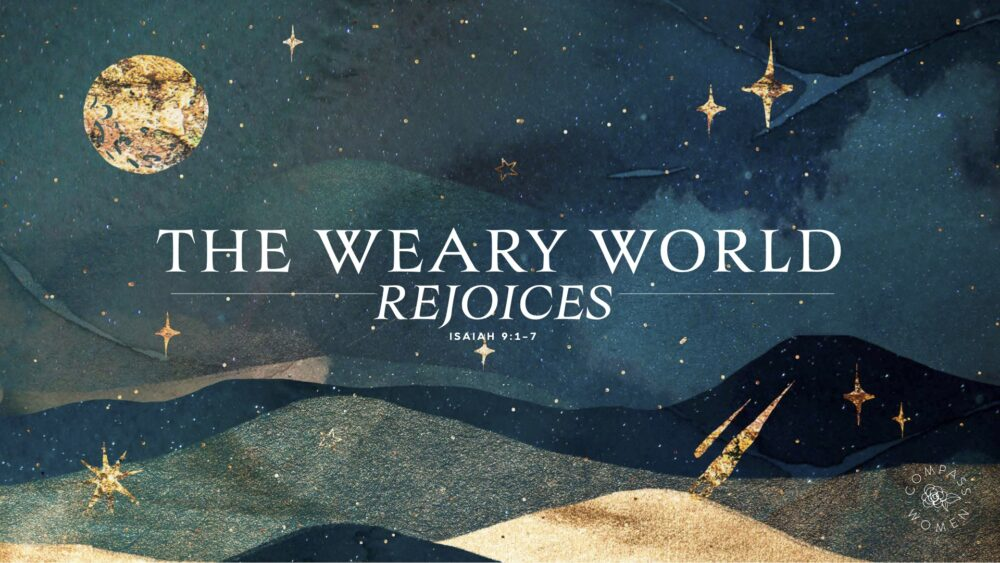 THE WEARY WORLD
REJOICES
ISAIAH 9:1–7
COMPASS
WOMEN